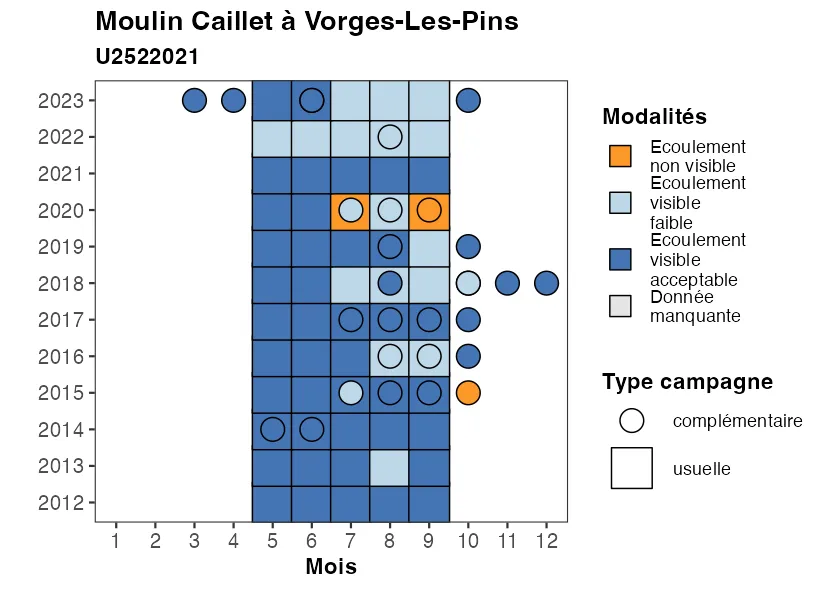 Moulin Caillet à Vorges-Les-Pins
U2522021
2023
2022
2021
2020
2019
2018
2017
2016
2015
2014
2013
2012
1 2 3 4 5 6 7 8 9 10 11 12
Mois
Modalités
Ecoulement
non visible
Ecoulement
visible
faible
Ecoulement
visible
acceptable
Donnée
manquante
Type campagne
complémentaire
usuelle